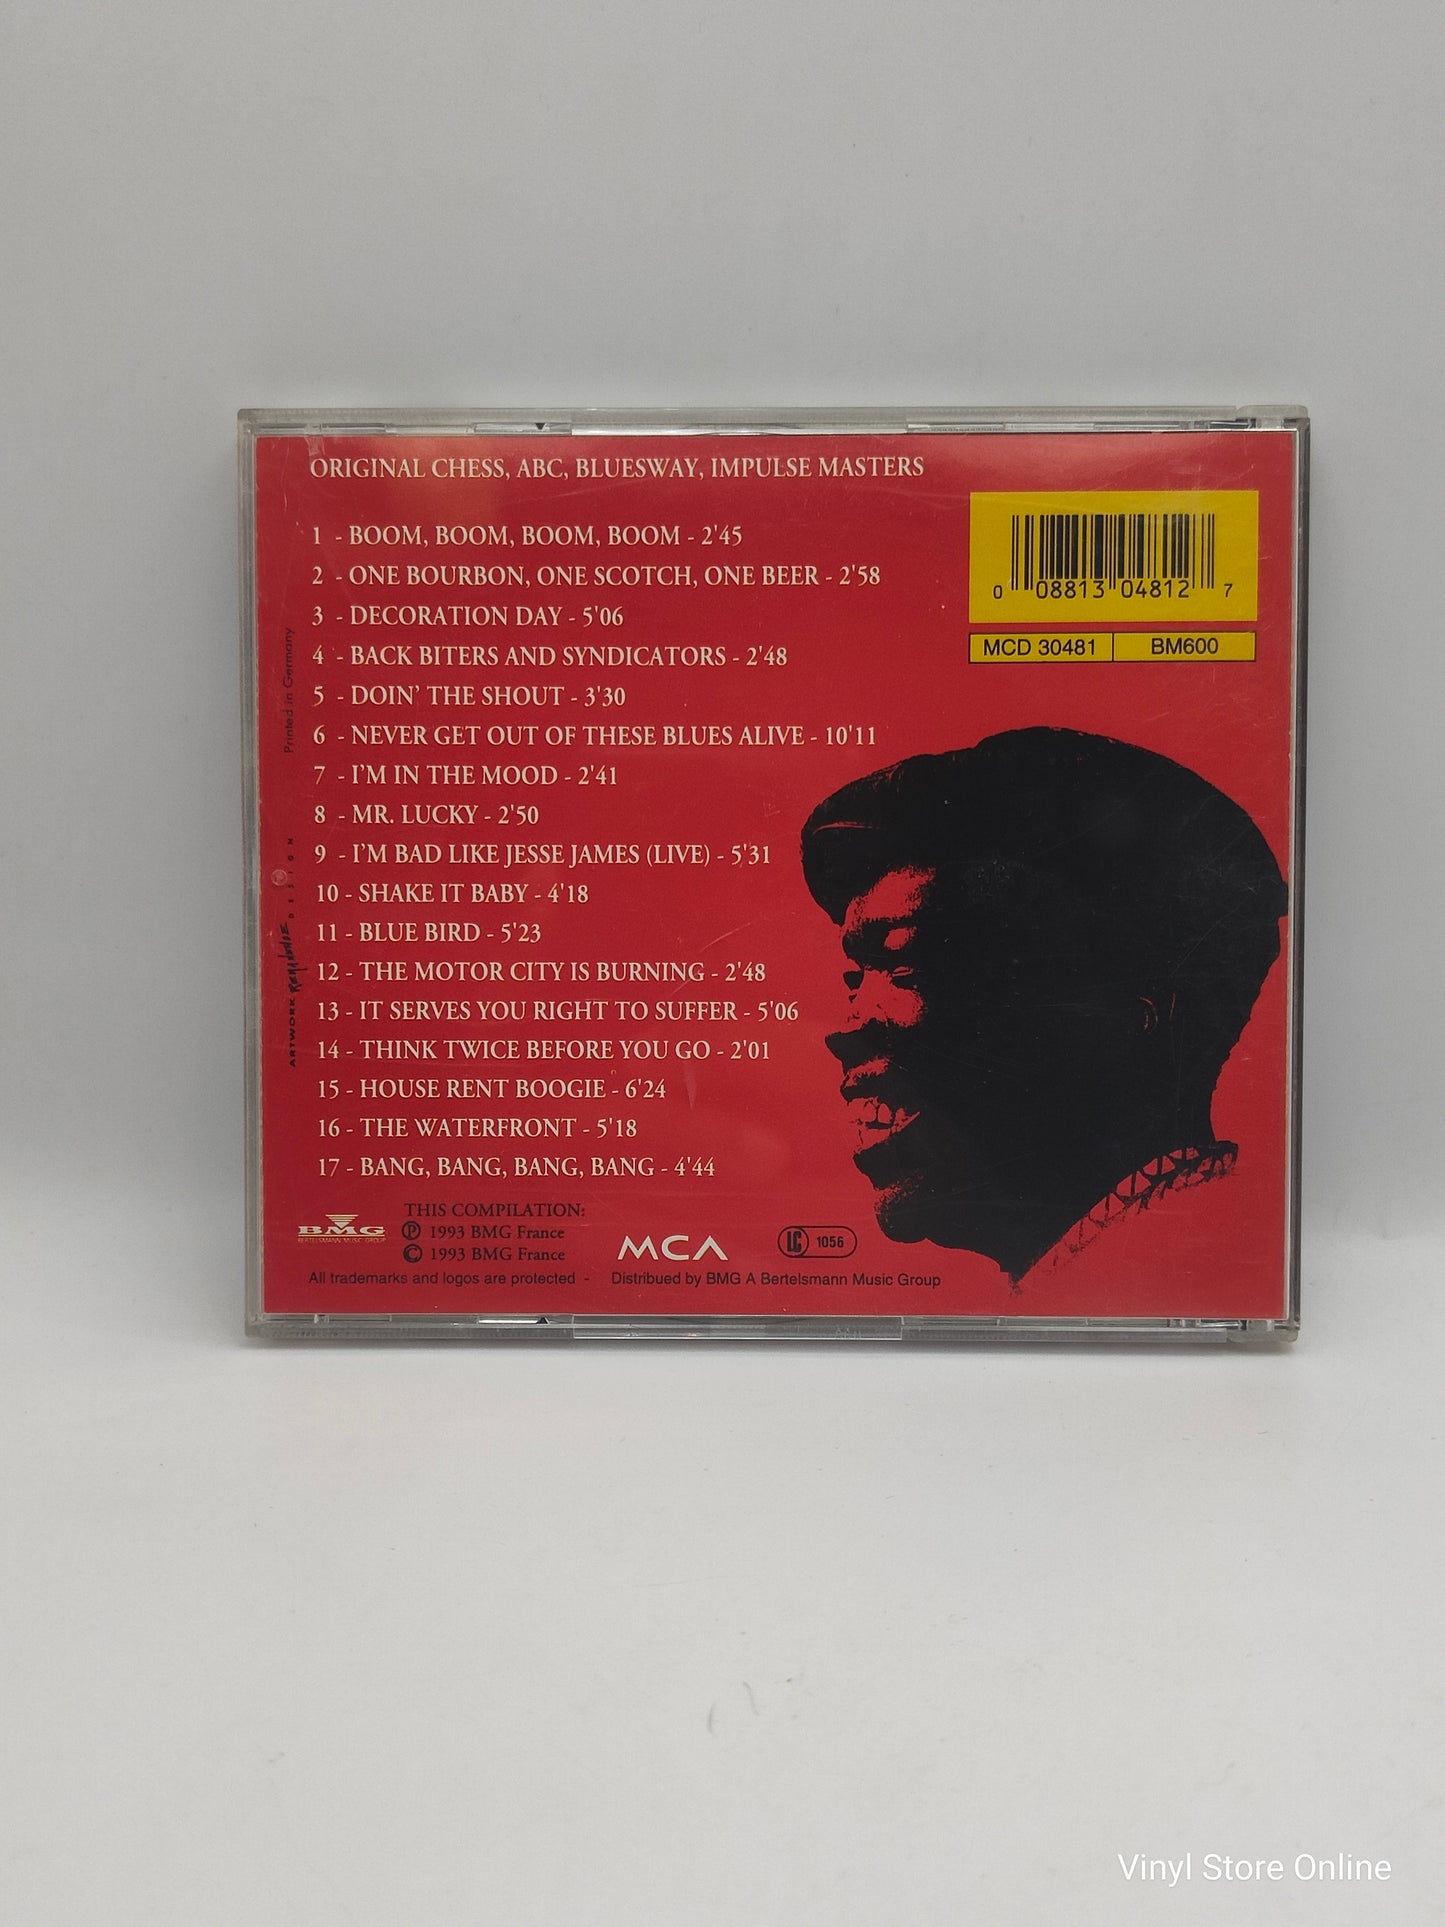 ORIGINAL CHESS, ABC, BLUESWAY, IMPULSE MASTERS
1 - BOOM, BOOM, BOOM, BOOM - 2'45
2 - ONE BOURBON, ONE SCOTCH, ONE BEER - 2'58
3 - DECORATION DAY - 5'06
4 - BACK BITERS AND SYNDICATORS - 2'48
5 - DOIN' THE SHOUT - 3'30
6 - NEVER GET OUT OF THESE BLUES ALIVE - 10'11
7 - I'M IN THE MOOD - 2'41
8 - MR. LUCKY - 2'50
9 - I'M BAD LIKE JESSE JAMES (LIVE) - 5'31
10 - SHAKE IT BABY - 4'18
11 - BLUE BIRD - 5'23
12 - THE MOTOR CITY IS BURNING - 2'48
13 - IT SERVES YOU RIGHT TO SUFFER - 5'06
14 - THINK TWICE BEFORE YOU GO - 2'01
15 - HOUSE RENT BOOGIE - 6'24
16 - THE WATERFRONT - 5'18
17 - BANG, BANG, BANG, BANG - 4'44
0 08813 04812 7
MCD 30481 BM600
Printed in Germany
ARTWORK DESIGN
BMG
BERTELSMANN MUSIC GROUP
THIS COMPILATION:
Ⓟ 1993 BMG France
© 1993 BMG France
MCA
LC 1056
All trademarks and logos are protected - Distribued by BMG A Bertelsmann Music Group
Vinyl Store Online